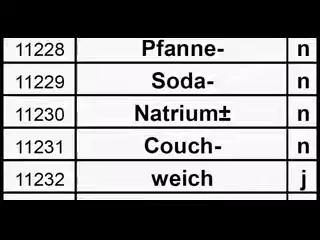 11228 Pfanne- n
11229 Soda- n
11230 Natrium± n
11231 Couch- n
11232 weich j